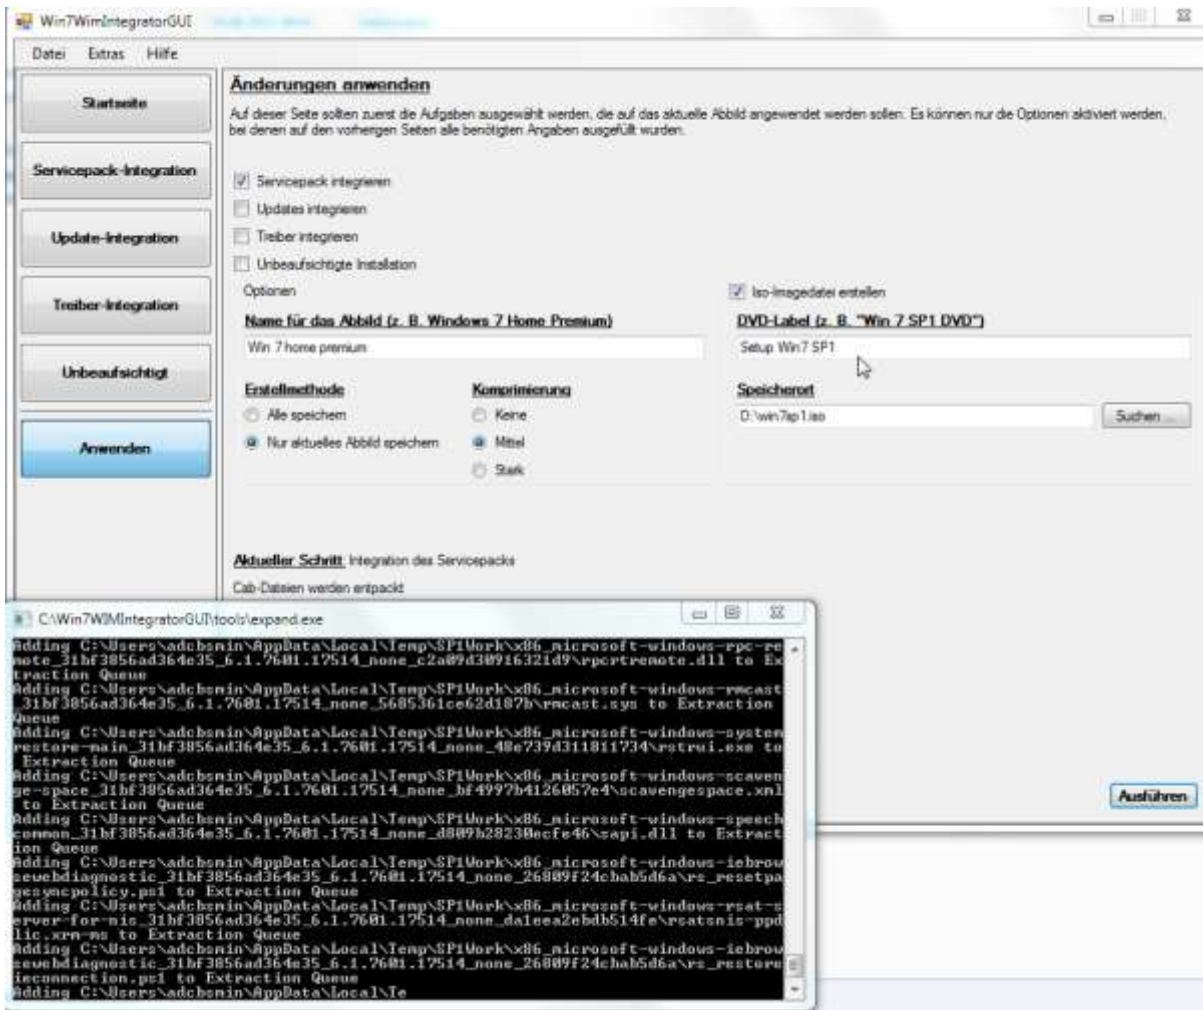 Win7WimIntegratorGUI
Datei Extras Hilfe
Startseite
Servicepack-Integration
Update-Integration
Treiber-Integration
Unbeaufsichtigt
Anwenden
Änderungen anwenden
Auf dieser Seite sollten zuerst die Aufgaben ausgewählt werden, die auf das aktuelle Abbild angewendet werden sollen. Es können nur die Optionen aktiviert werden,
bei denen auf den vorherigen Seiten alle benötigten Angaben ausgefüllt wurden.
Servicepack integrieren
Updates integrieren
Treiber integrieren
Unbeaufsichtigte Installation
Optionen
Name für das Abbild (z. B. Windows 7 Home Premium)
Win 7 home premium
Erstellmethode
Alle speichern
Nur aktuelles Abbild speichern
Komprimierung
Keine
Mittel
Stark
Iso-Imagedatei erstellen
DVD-Label (z. B. "Win 7 SP1 DVD")
Setup Win7 SP1
Speicherort
D:\win7sp1.iso
Suchen ...
Aktueller Schritt: Integration des Servicepacks
Cab-Dateien werden entpackt
Ausführen
C:\Win7WIMIntegratorGUI\tools\expand.exe
Adding C:\Users\adcbsmin\AppData\Local\Temp\SP1Work\x86_microsoft-windows-rpc-re
mote_31bf3856ad364e35_6.1.7601.17514_none_c2a09d30916321d9\rpcrtremote.dll to Ex
traction Queue
Adding C:\Users\adcbsmin\AppData\Local\Temp\SP1Work\x86_microsoft-windows-rmcast
_31bf3856ad364e35_6.1.7601.17514_none_5685361ce62d187b\rmcast.sys to Extraction
Queue
Adding C:\Users\adcbsmin\AppData\Local\Temp\SP1Work\x86_microsoft-windows-system
restore-main_31bf3856ad364e35_6.1.7601.17514_none_48e739d311811734\rstrui.exe to
Extraction Queue
Adding C:\Users\adcbsmin\AppData\Local\Temp\SP1Work\x86_microsoft-windows-scaven
ge-space_31bf3856ad364e35_6.1.7601.17514_none_bf4997b4126057e4\scavengespace.xml
to Extraction Queue
Adding C:\Users\adcbsmin\AppData\Local\Temp\SP1Work\x86_microsoft-windows-speech
common_31bf3856ad364e35_6.1.7601.17514_none_d809b28230ecfe46\sapi.dll to Extract
ion Queue
Adding C:\Users\adcbsmin\AppData\Local\Temp\SP1Work\x86_microsoft-windows-iebrow
sewebdiagnostic_31bf3856ad364e35_6.1.7601.17514_none_26809f24cbab5d6a\rs_resetpa
gesyncpolicy.ps1 to Extraction Queue
Adding C:\Users\adcbsmin\AppData\Local\Temp\SP1Work\x86_microsoft-windows-rsat-s
erver-for-nis_31bf3856ad364e35_6.1.7601.17514_none_da1eea2ebdb514fe\rsatsnis-ppd
lic.xrm-ms to Extraction Queue
Adding C:\Users\adcbsmin\AppData\Local\Temp\SP1Work\x86_microsoft-windows-iebrow
sewebdiagnostic_31bf3856ad364e35_6.1.7601.17514_none_26809f24cbab5d6a\rs_restore
ieconnection.ps1 to Extraction Queue
Adding C:\Users\adcbsmin\AppData\Local\Te